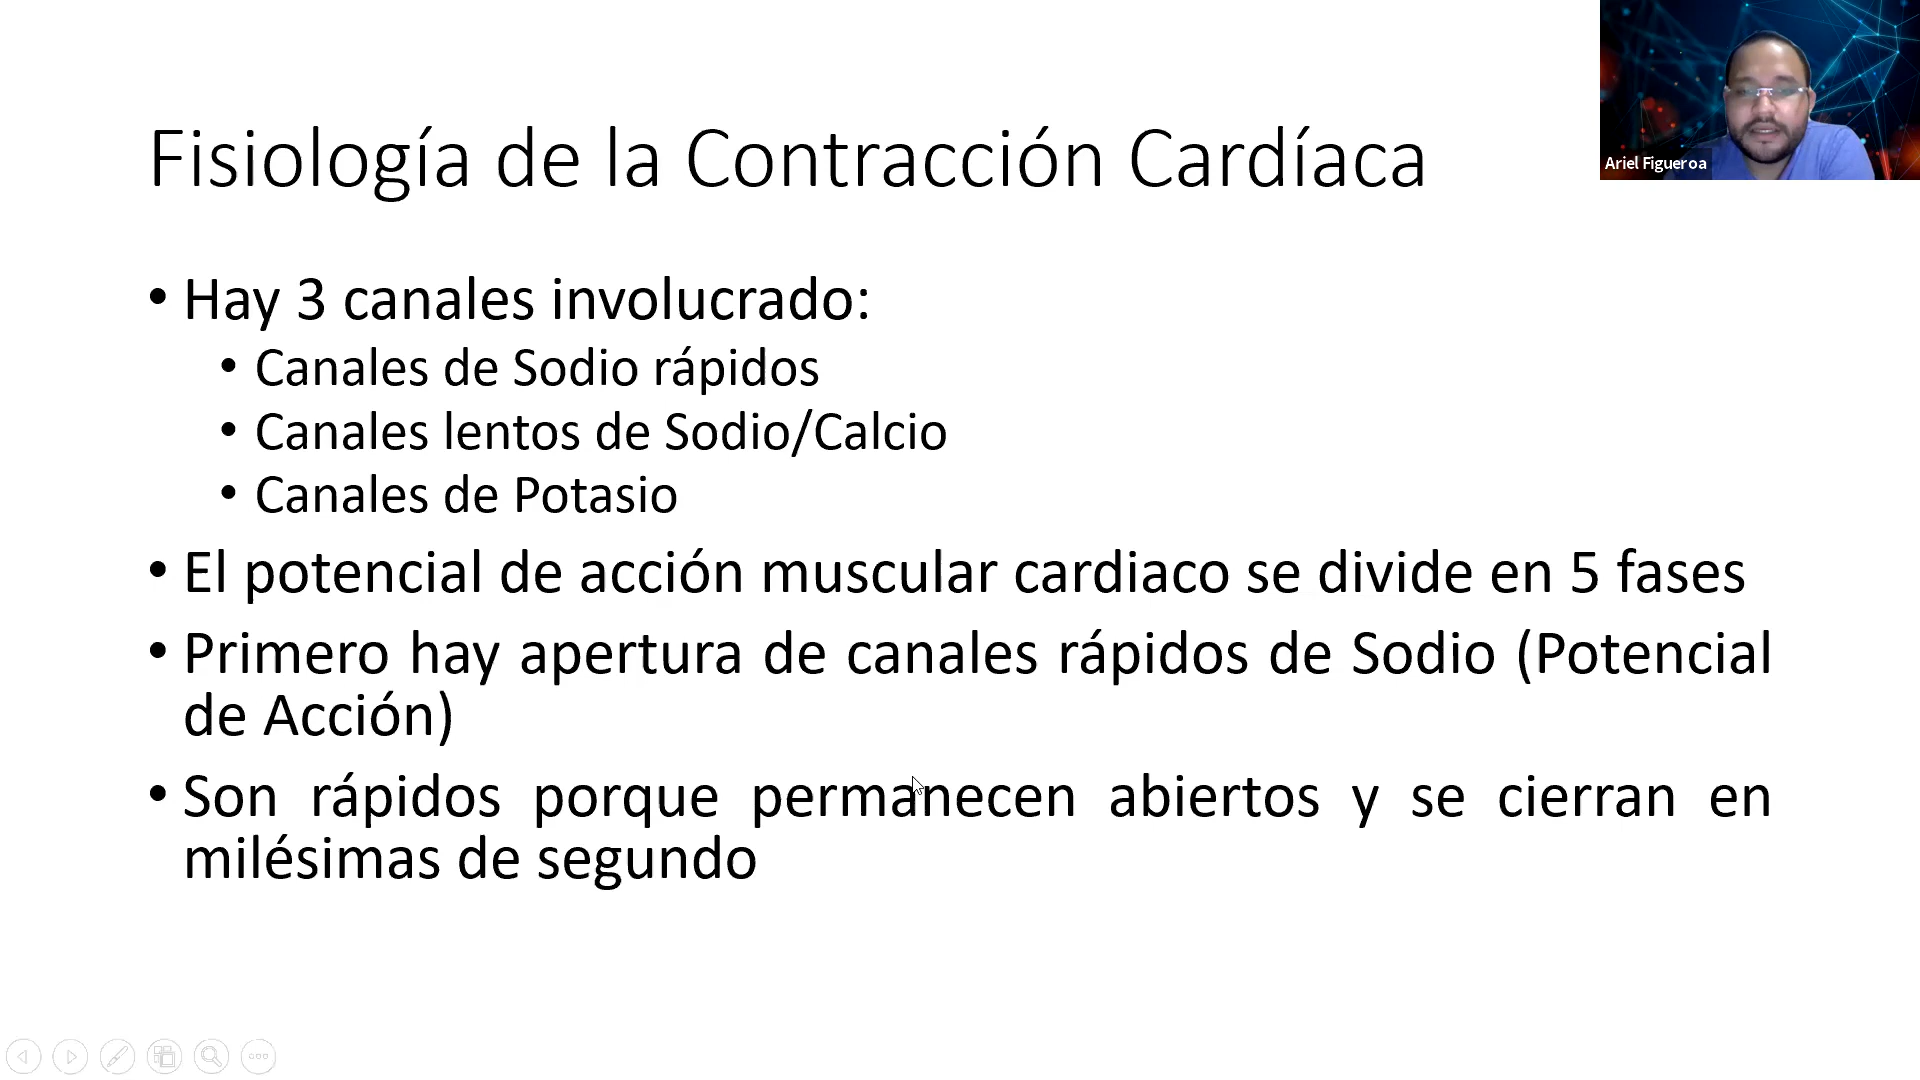 Fisiología de la Contracción Cardíaca
Ariel Figueroa
• Hay 3 canales involucrado:
• Canales de Sodio rápidos
• Canales lentos de Sodio/Calcio
• Canales de Potasio
• El potencial de acción muscular cardiaco se divide en 5 fases
• Primero hay apertura de canales rápidos de Sodio (Potencial
de Acción)
• Son rápidos porque permanecen abiertos y se cierran en
milésimas de segundo